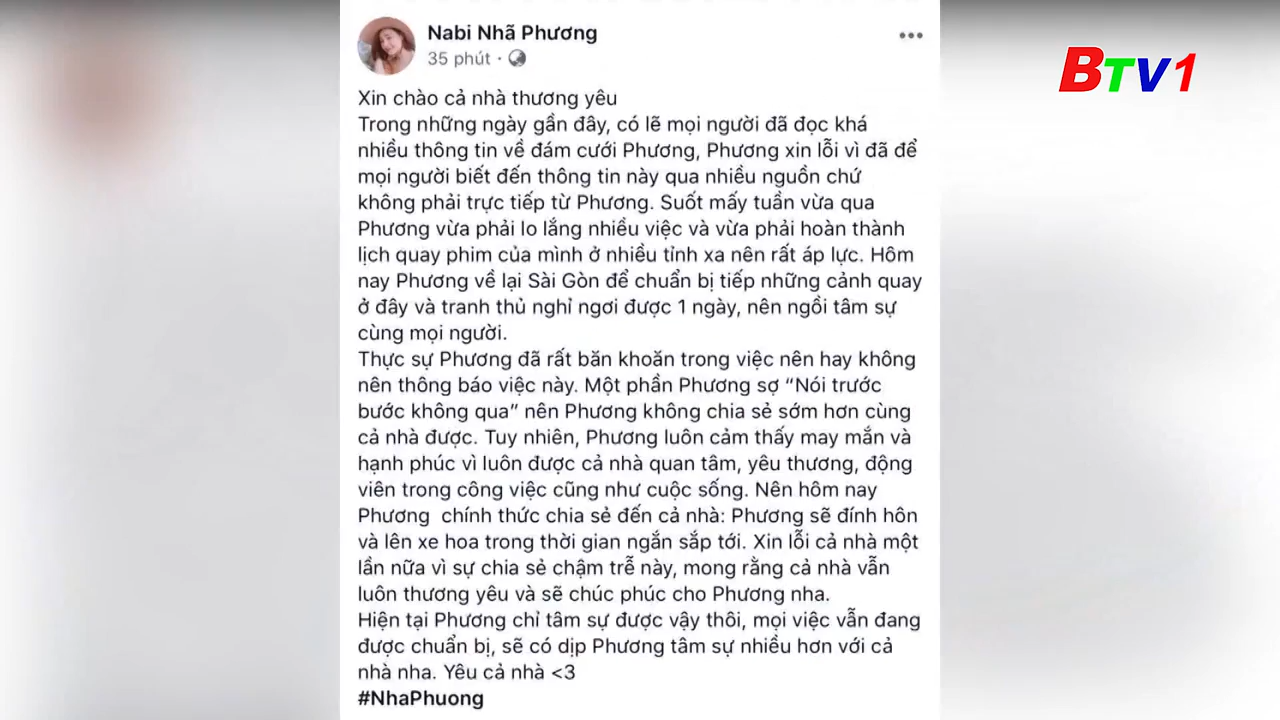 Nabi Nhã Phương
35 phút ·
BTV1
Xin chào cả nhà thương yêu
Trong những ngày gần đây, có lẽ mọi người đã đọc khá
nhiều thông tin về đám cưới Phương, Phương xin lỗi vì đã để
mọi người biết đến thông tin này qua nhiều nguồn chứ
không phải trực tiếp từ Phương. Suốt mấy tuần vừa qua
Phương vừa phải lo lắng nhiều việc và vừa phải hoàn thành
lịch quay phim của mình ở nhiều tỉnh xa nên rất áp lực. Hôm
nay Phương về lại Sài Gòn để chuẩn bị tiếp những cảnh quay
ở đây và tranh thủ nghỉ ngơi được 1 ngày, nên ngồi tâm sự
cùng mọi người.
Thực sự Phương đã rất băn khoăn trong việc nên hay không
nên thông báo việc này. Một phần Phương sợ “Nói trước
bước không qua” nên Phương không chia sẻ sớm hơn cùng
cả nhà được. Tuy nhiên, Phương luôn cảm thấy may mắn và
hạnh phúc vì luôn được cả nhà quan tâm, yêu thương, động
viên trong công việc cũng như cuộc sống. Nên hôm nay
Phương  chính thức chia sẻ đến cả nhà: Phương sẽ đính hôn
và lên xe hoa trong thời gian ngắn sắp tới. Xin lỗi cả nhà một
lần nữa vì sự chia sẻ chậm trễ này, mong rằng cả nhà vẫn
luôn thương yêu và sẽ chúc phúc cho Phương nha.
Hiện tại Phương chỉ tâm sự được vậy thôi, mọi việc vẫn đang
được chuẩn bị, sẽ có dịp Phương tâm sự nhiều hơn với cả
nhà nha. Yêu cả nhà <3
#NhaPhuong